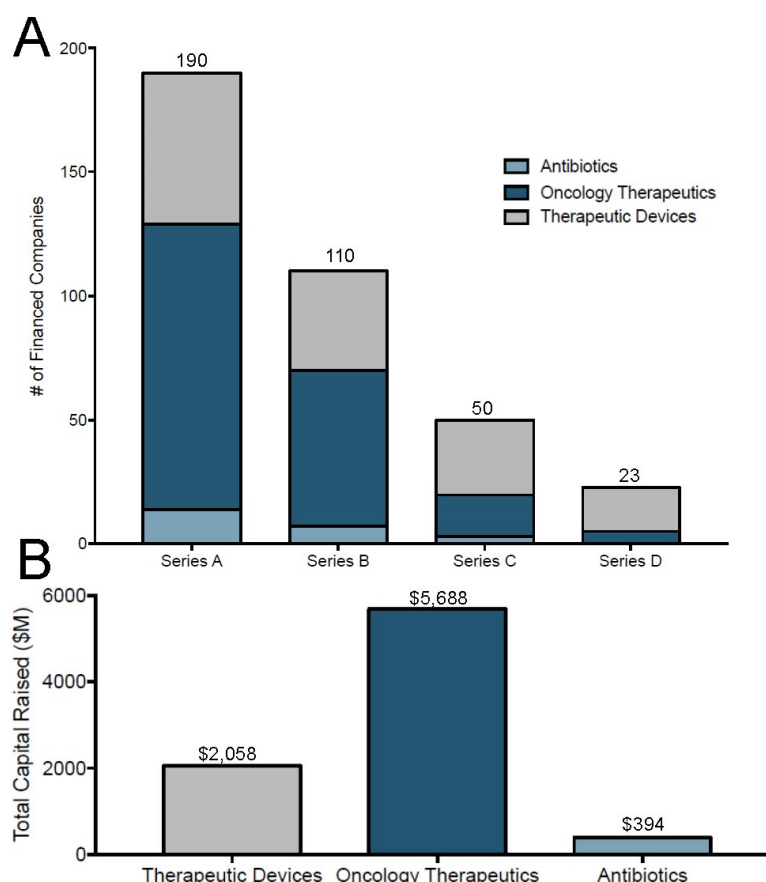 A
200
190
Antibiotics
150
Oncology Therapeutics
Therapeutic Devices
# of Financed Companies
110
100
50
50
23
0
Series A Series B Series C Series D
B
Total Capital Raised ($M)
6000
$5,688
4000
2000
$2,058
$394
0
Therapeutic Devices Oncology Therapeutics Antibiotics